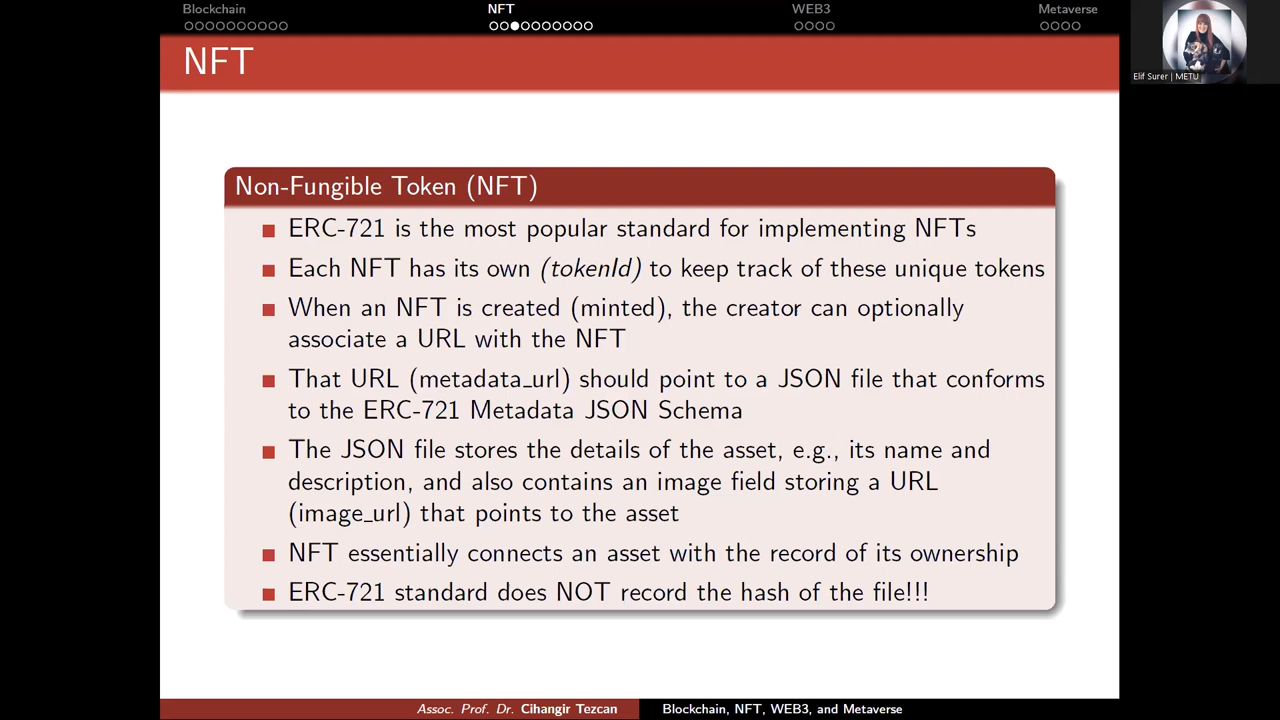 Blockchain NFT WEB3 Metaverse
NFT
Elif Surer | METU
Non-Fungible Token (NFT)
ERC-721 is the most popular standard for implementing NFTs
Each NFT has its own (tokenId) to keep track of these unique tokens
When an NFT is created (minted), the creator can optionally
associate a URL with the NFT
That URL (metadata_url) should point to a JSON file that conforms
to the ERC-721 Metadata JSON Schema
The JSON file stores the details of the asset, e.g., its name and
description, and also contains an image field storing a URL
(image_url) that points to the asset
NFT essentially connects an asset with the record of its ownership
ERC-721 standard does NOT record the hash of the file!!!
Assoc. Prof. Dr. Cihangir Tezcan Blockchain, NFT, WEB3, and Metaverse